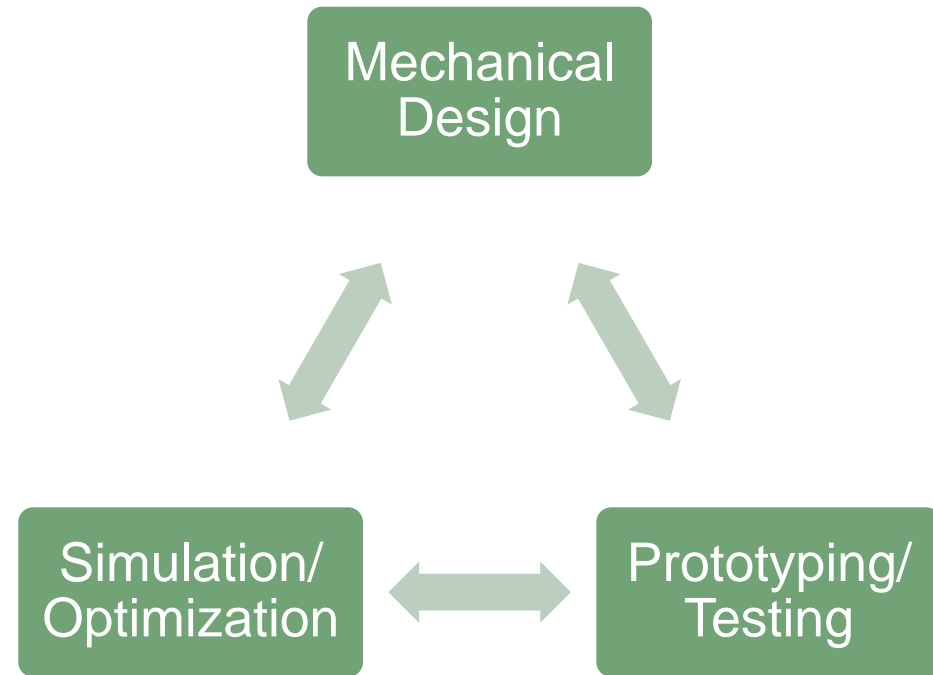 Mechanical
Design
Simulation/
Optimization
Prototyping/
Testing